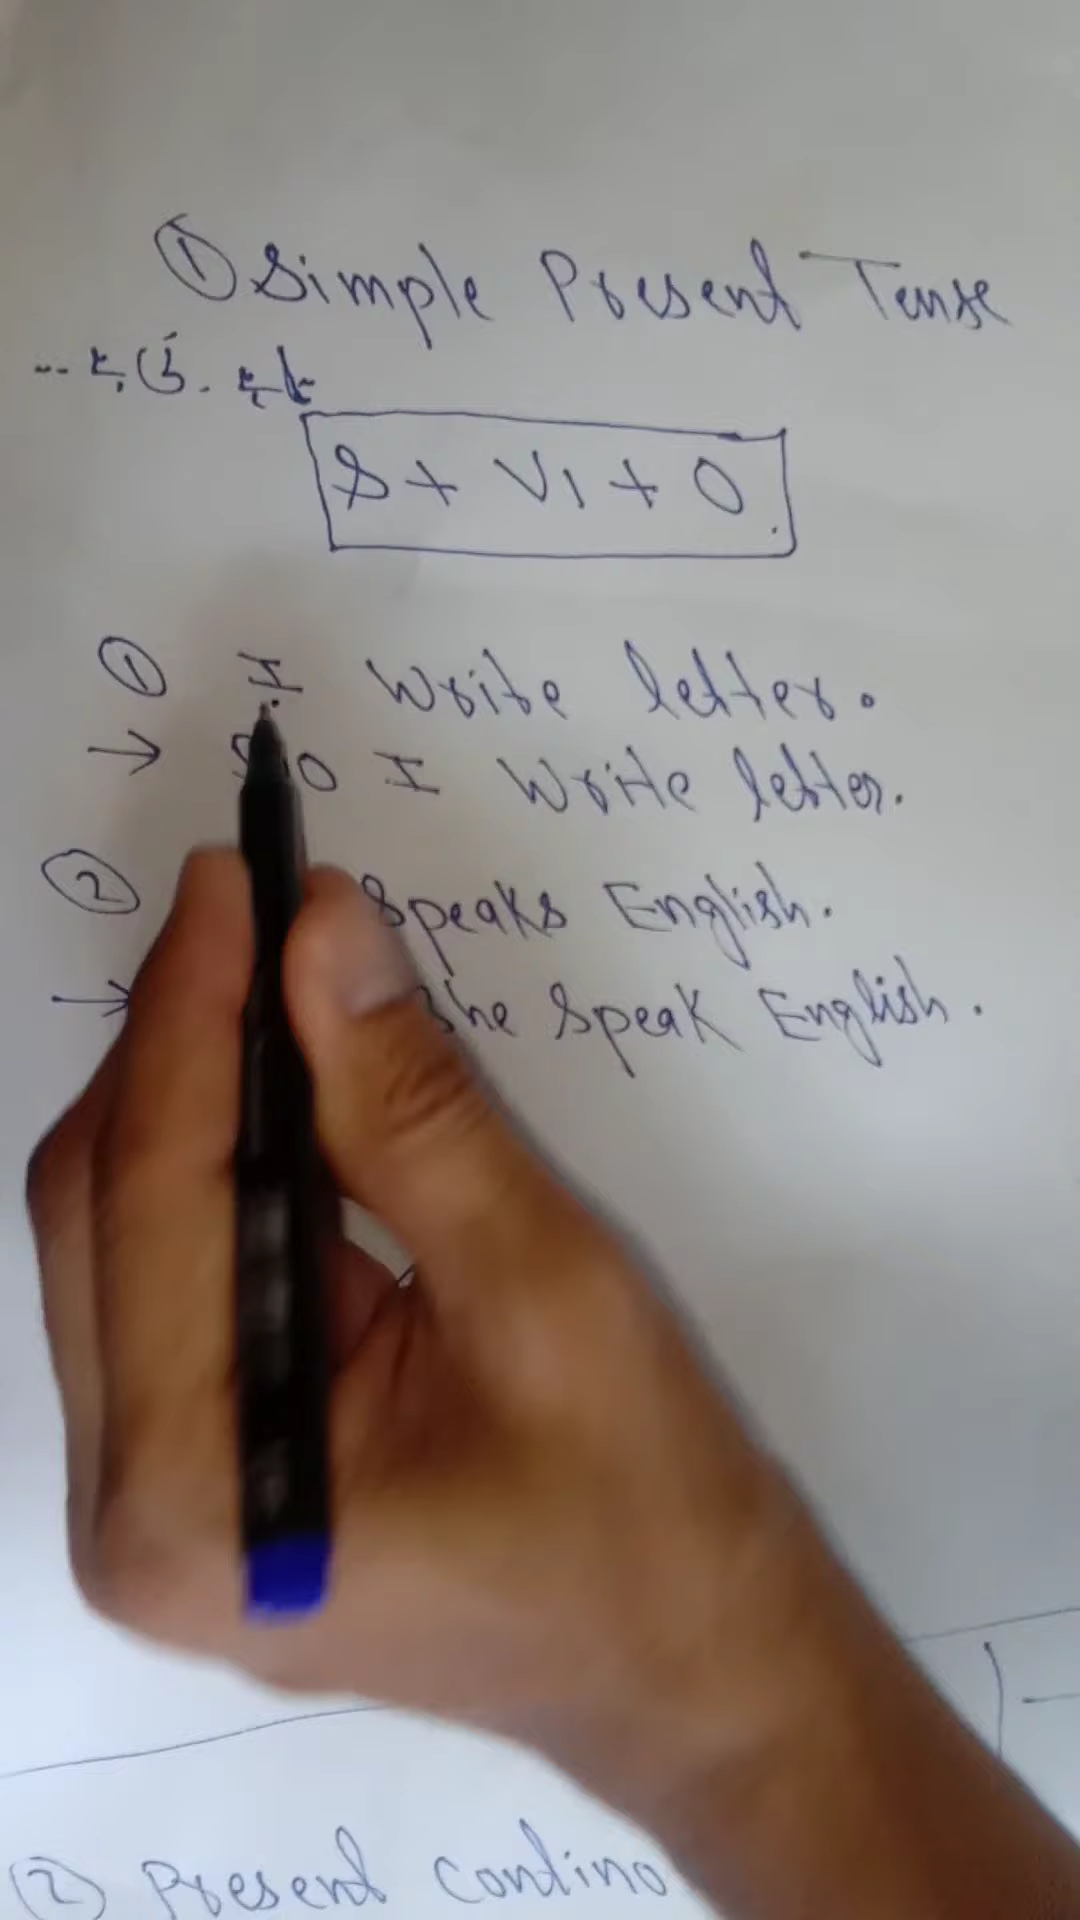 ① Simple Present Tense
S + V1 + O.
① I Write letter.
→ I Write letter.
② Speaks English.
→ She Speak English.
② Present Contino